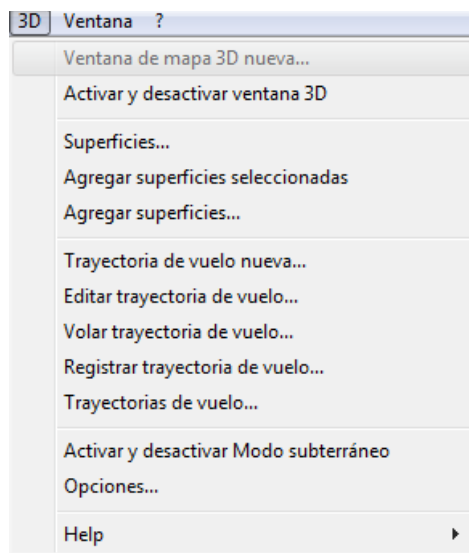 3D Ventana ?
Ventana de mapa 3D nueva...
Activar y desactivar ventana 3D
Superficies...
Agregar superficies seleccionadas
Agregar superficies...
Trayectoria de vuelo nueva...
Editar trayectoria de vuelo...
Volar trayectoria de vuelo...
Registrar trayectoria de vuelo...
Trayectorias de vuelo...
Activar y desactivar Modo subterráneo
Opciones...
Help